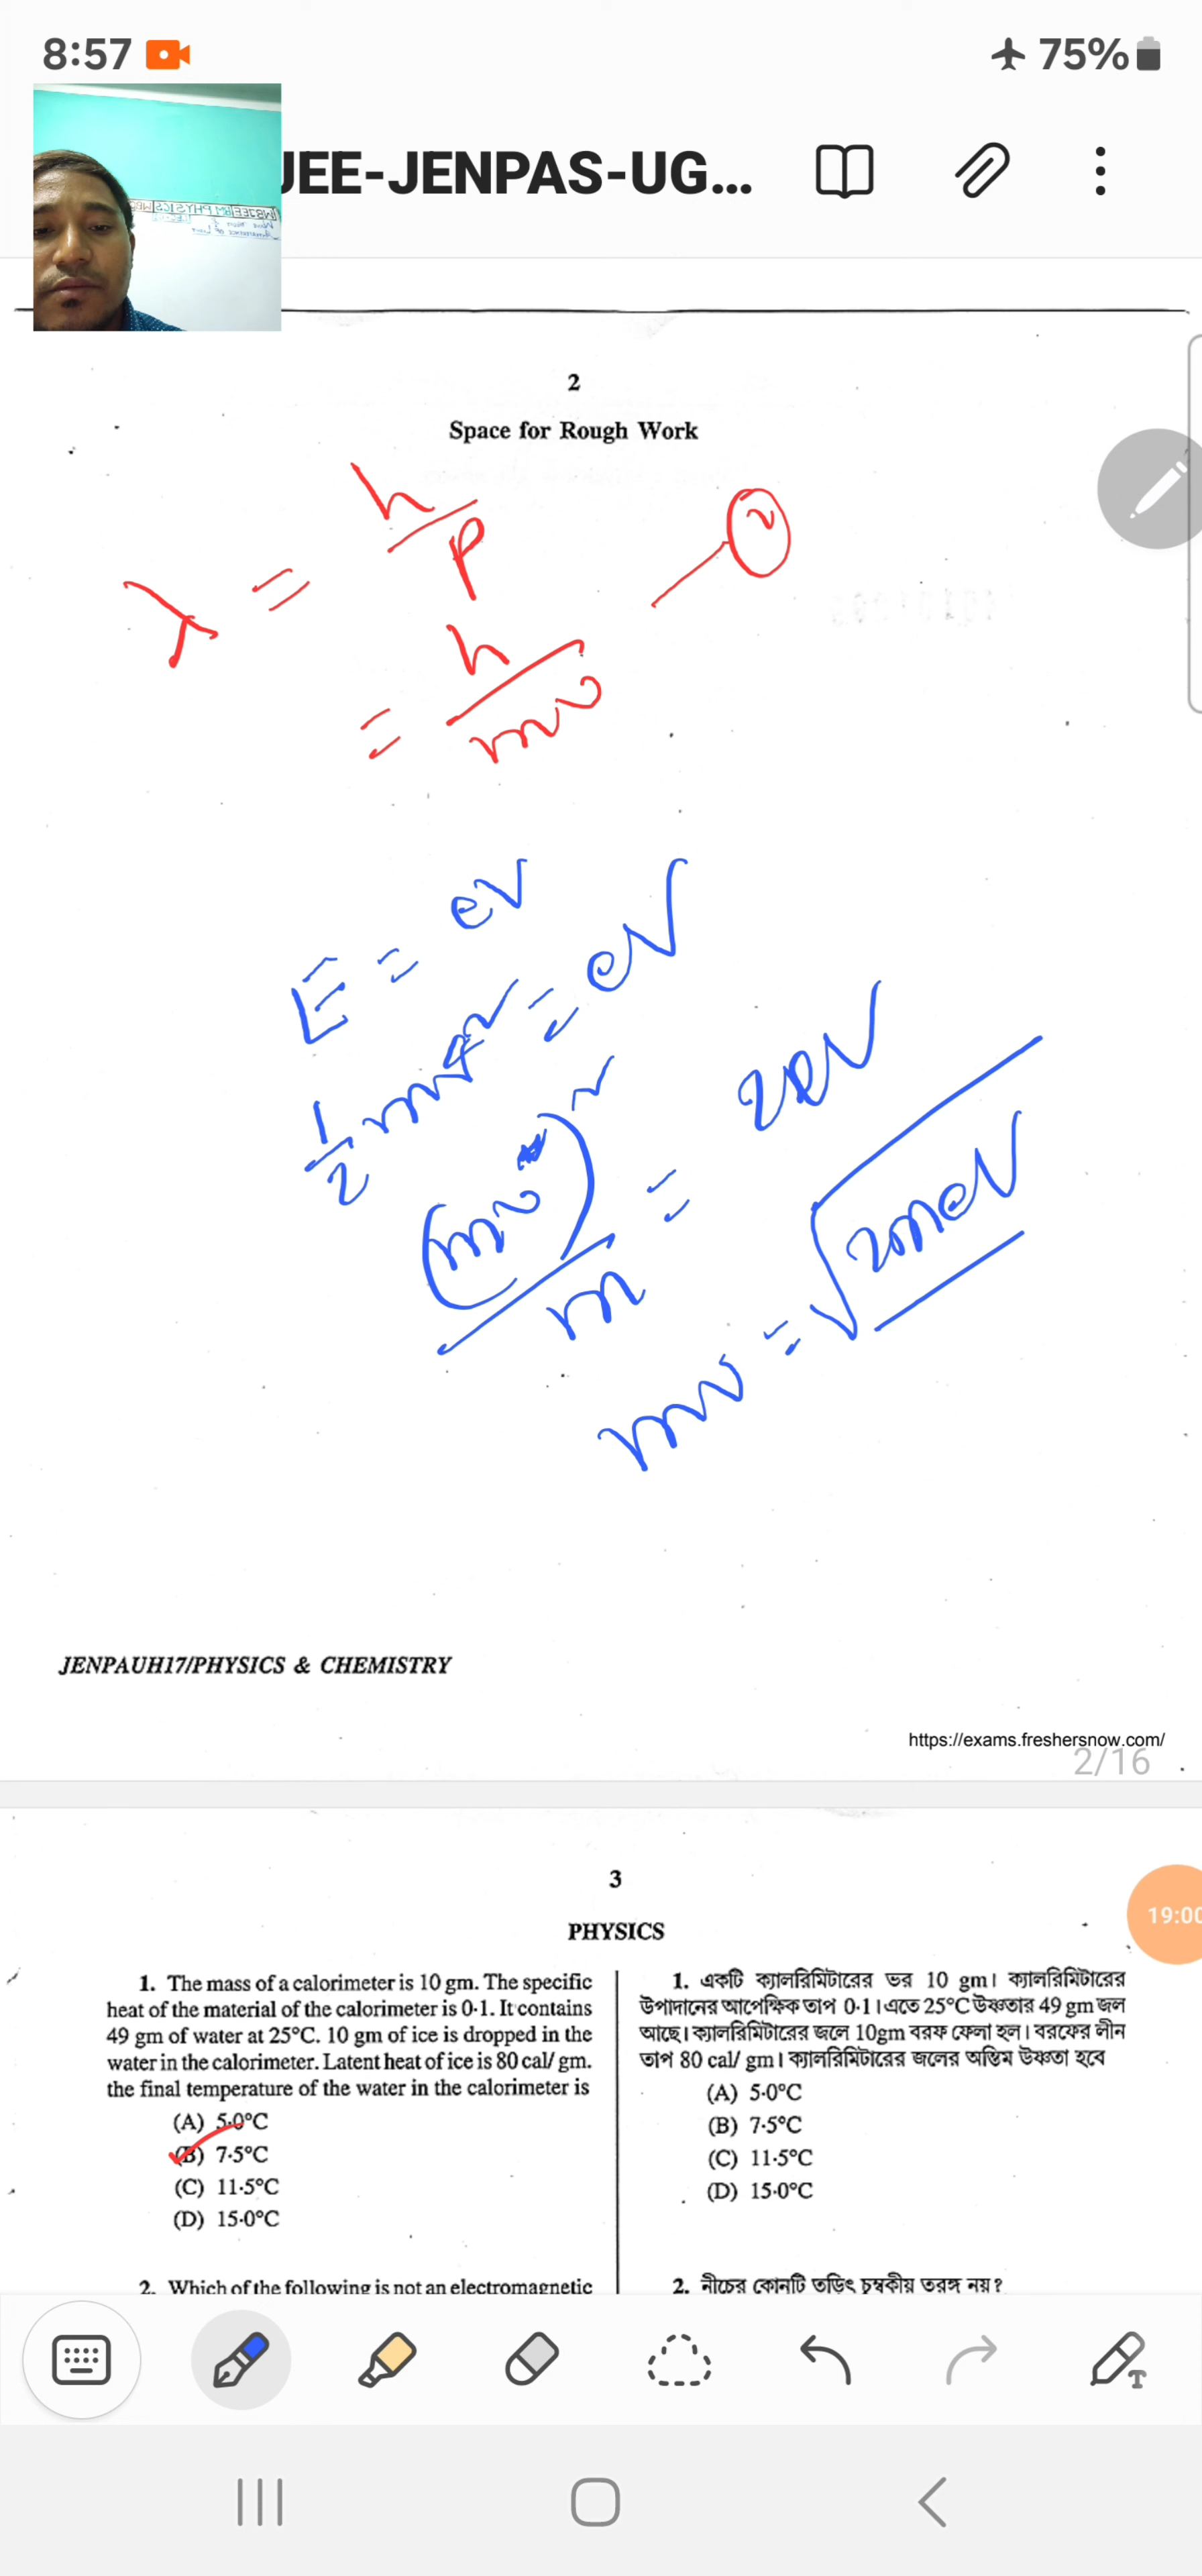 8:57
75%
JEE-JENPAS-UG...
2
Space for Rough Work
λ = h/p
= h/mv
E = eV
1/2 mv² = eV
(mv)²/m = 2eV
mv = √2meV
JENPAUH17/PHYSICS & CHEMISTRY
https://exams.freshersnow.com/
2/16
3
19:00
PHYSICS
1. The mass of a calorimeter is 10 gm. The specific
heat of the material of the calorimeter is 0·1. It contains
49 gm of water at 25°C. 10 gm of ice is dropped in the
water in the calorimeter. Latent heat of ice is 80 cal/ gm.
the final temperature of the water in the calorimeter is
(A) 5·0°C
(B) 7·5°C
(C) 11·5°C
(D) 15·0°C
2. Which of the following is not an electromagnetic
1. একটি ক্যালরিমিটারের ভর 10 gm। ক্যালরিমিটারের
উপাদানের আপেক্ষিক তাপ 0·1। এতে 25°C উষ্ণতার 49 gm জল
আছে। ক্যালরিমিটারের জলে 10gm বরফ ফেলা হল। বরফের লীন
তাপ 80 cal/ gm। ক্যালরিমিটারের জলের অন্তিম উষ্ণতা হবে
(A) 5·0°C
(B) 7·5°C
(C) 11·5°C
(D) 15·0°C
2. নীচের কোনটি তড়িৎ চুম্বকীয় তরঙ্গ নয়?